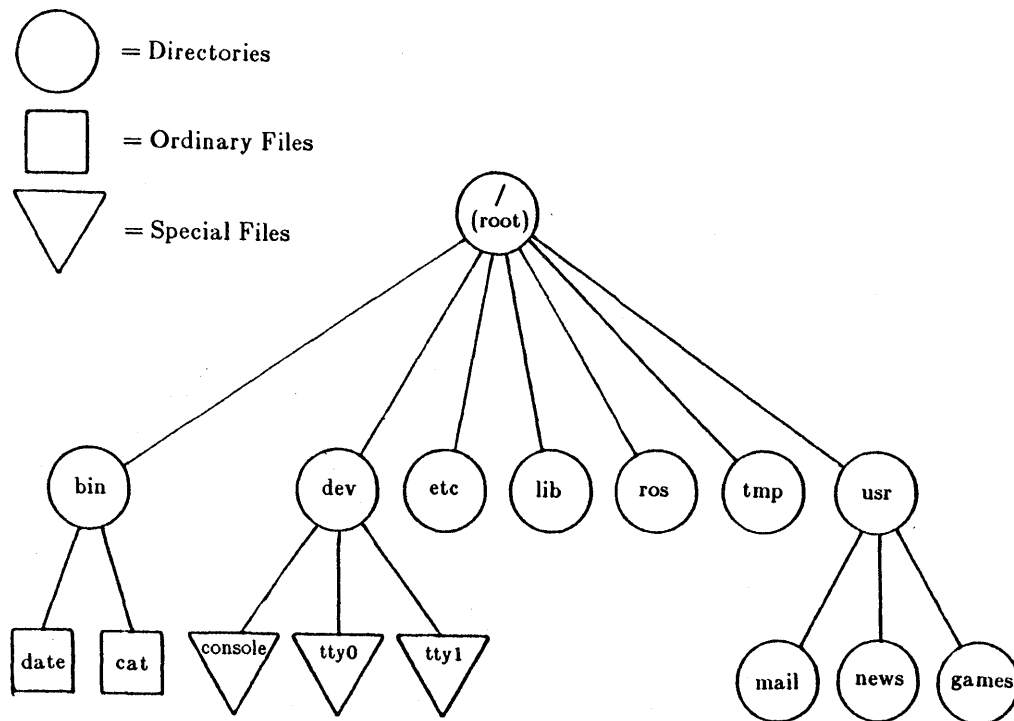 = Directories
= Ordinary Files
= Special Files
/
(root)
bin
dev
etc
lib
ros
tmp
usr
date
cat
console
tty0
tty1
mail
news
games